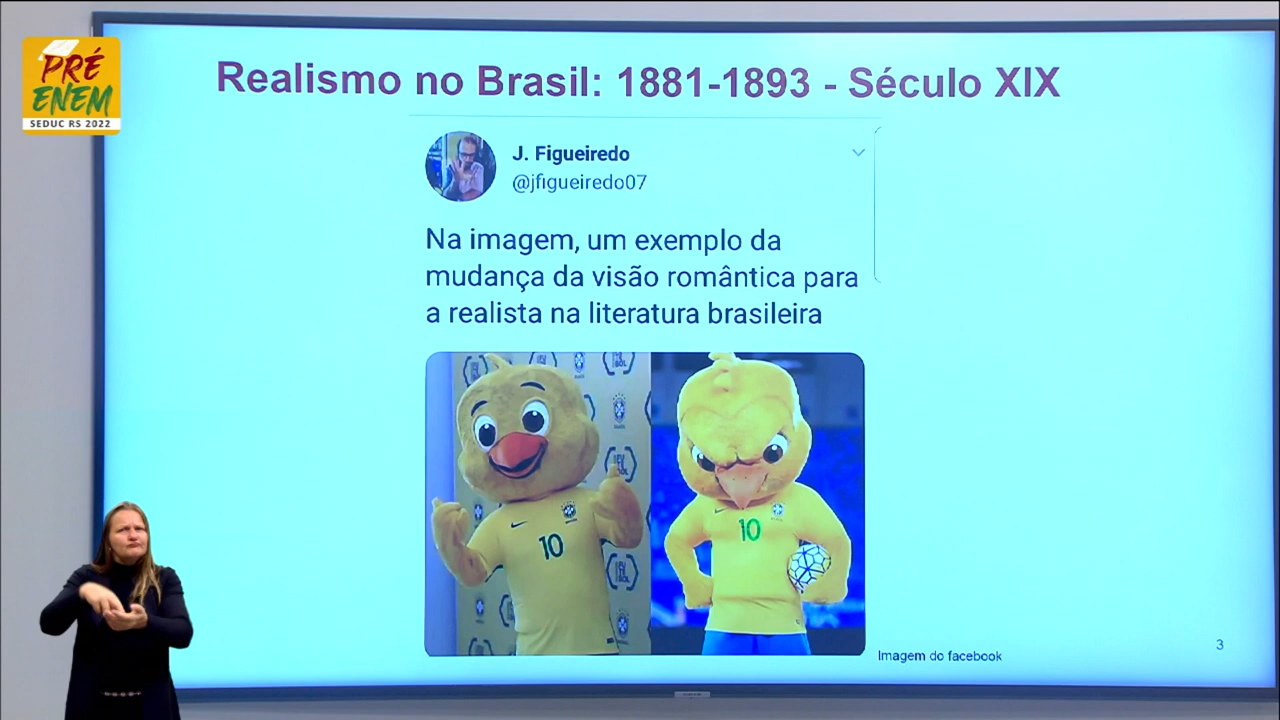 PRÉ
ENEM
SEDUC RS 2022
Realismo no Brasil: 1881-1893 - Século XIX
J. Figueiredo
@jfigueiredo07
Na imagem, um exemplo da
mudança da visão romântica para
a realista na literatura brasileira
10
10
Imagem do facebook
3